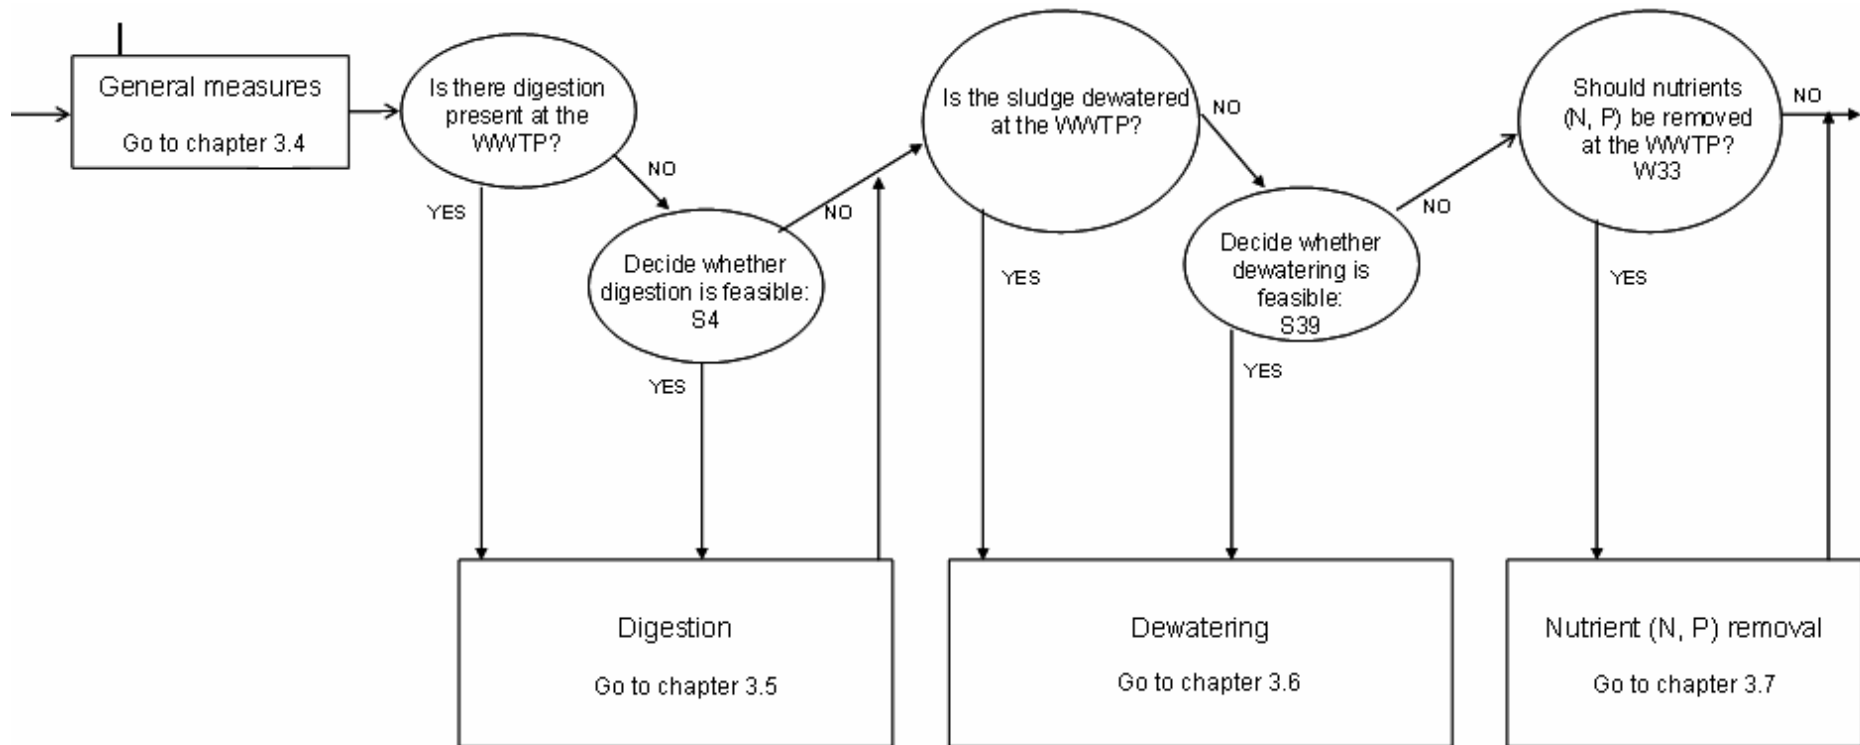 General measures
Go to chapter 3.4
Is there digestion
present at the
WWTP?
NO
YES
Decide whether
digestion is feasible:
S4
NO
YES
Is the sludge dewatered
at the WWTP?
NO
YES
Decide whether
dewatering is
feasible:
S39
NO
YES
Should nutrients
(N, P) be removed
at the WWTP?
W33
NO
YES
Digestion
Go to chapter 3.5
Dewatering
Go to chapter 3.6
Nutrient (N, P) removal
Go to chapter 3.7